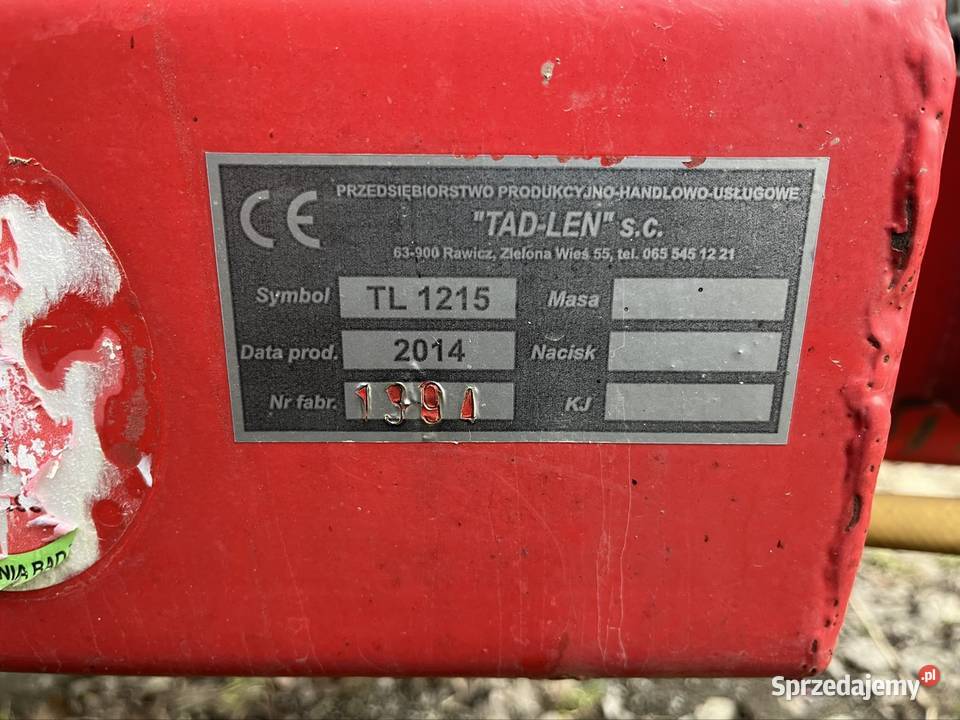 CE
PRZEDSIĘBIORSTWO PRODUKCYJNO-HANDLOWO-USŁUGOWE
"TAD-LEN" s.c.
63-900 Rawicz, Zielona Wieś 55, tel. 065 545 12 21
Symbol TL 1215 Masa
Data prod. 2014 Nacisk
Nr fabr. 1391 KJ
Sprzedajemy.pl